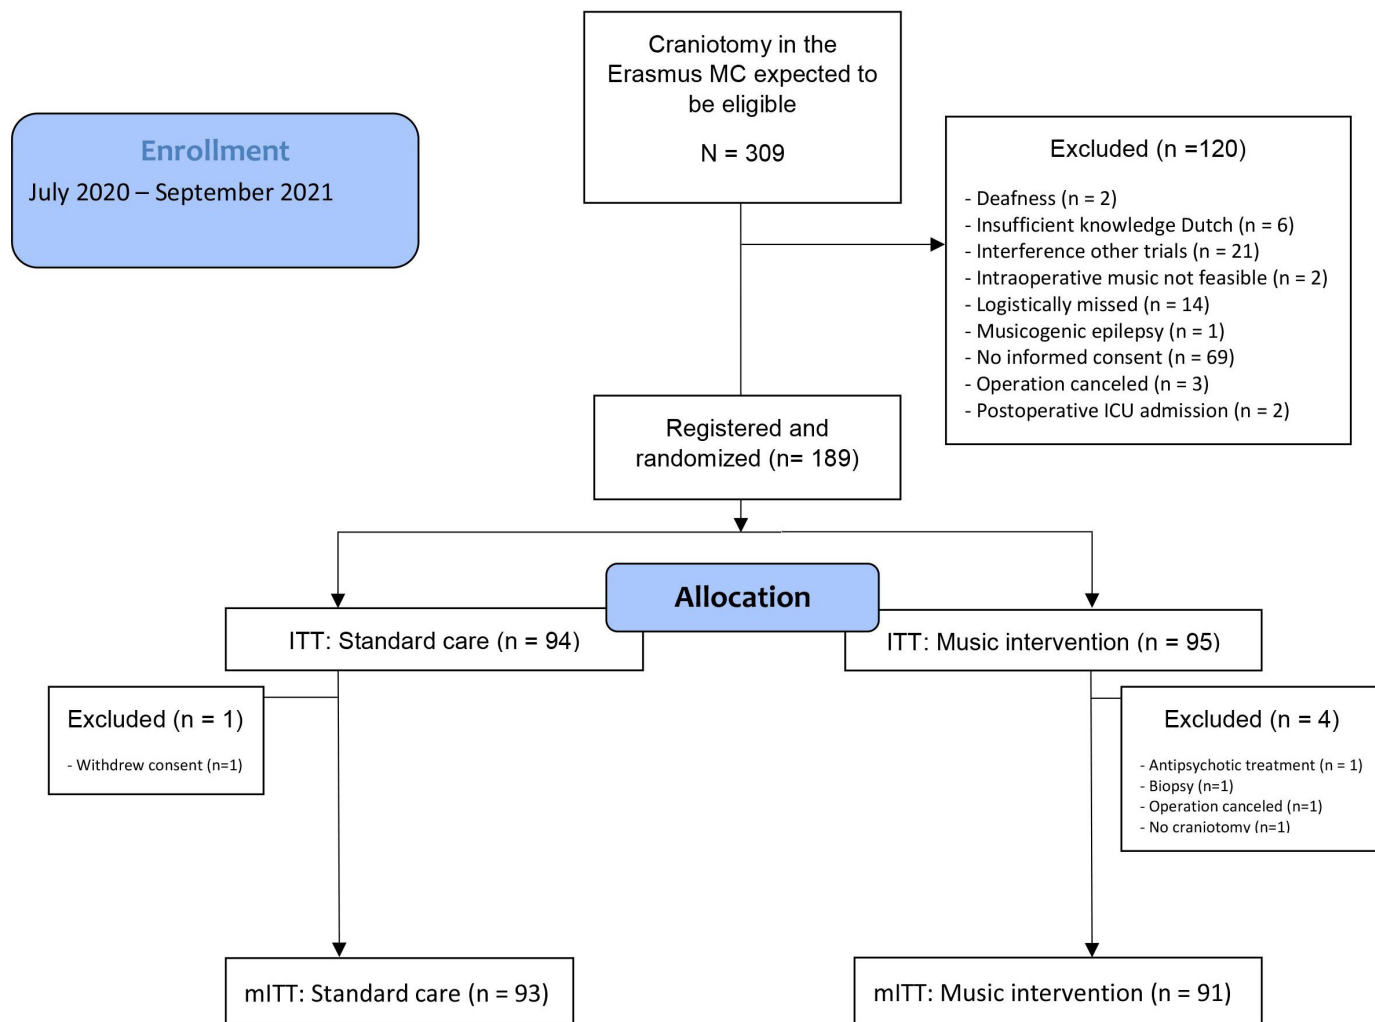 Craniotomy in the
Erasmus MC expected to
be eligible
N = 309
Enrollment
July 2020 – September 2021
Excluded (n =120)
- Deafness (n = 2)
- Insufficient knowledge Dutch (n = 6)
- Interference other trials (n = 21)
- Intraoperative music not feasible (n = 2)
- Logistically missed (n = 14)
- Musicogenic epilepsy (n = 1)
- No informed consent (n = 69)
- Operation canceled (n = 3)
- Postoperative ICU admission (n = 2)
Registered and
randomized (n= 189)
Allocation
ITT: Standard care (n = 94)
ITT: Music intervention (n = 95)
Excluded (n = 1)
- Withdrew consent (n=1)
Excluded (n = 4)
- Antipsychotic treatment (n = 1)
- Biopsy (n=1)
- Operation canceled (n=1)
- No craniotomy (n=1)
mITT: Standard care (n = 93)
mITT: Music intervention (n = 91)